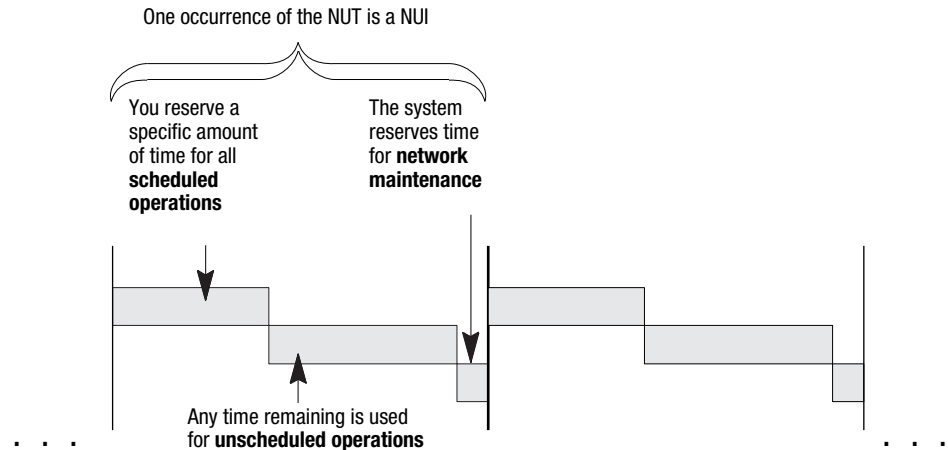 One occurrence of the NUT is a NUI
You reserve a
specific amount
of time for all
scheduled
operations
The system
reserves time
for network
maintenance
Any time remaining is used
for unscheduled operations
. . .
. . .